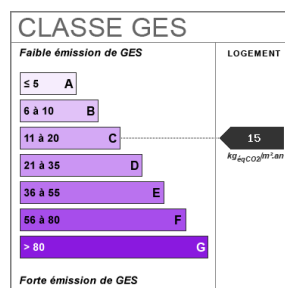 CLASSE GES
Faible émission de GES
LOGEMENT
≤ 5 A
6 à 10 B
11 à 20 C
15
kgéqCO2/m².an
21 à 35 D
36 à 55 E
56 à 80 F
> 80 G
Forte émission de GES